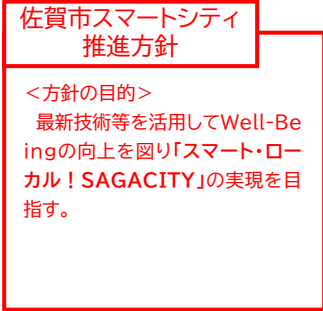 佐賀市スマートシティ
推進方針
＜方針の目的＞
最新技術等を活用してWell-Be
ingの向上を図り「スマート・ロー
カル！SAGACITY」の実現を目
指す。